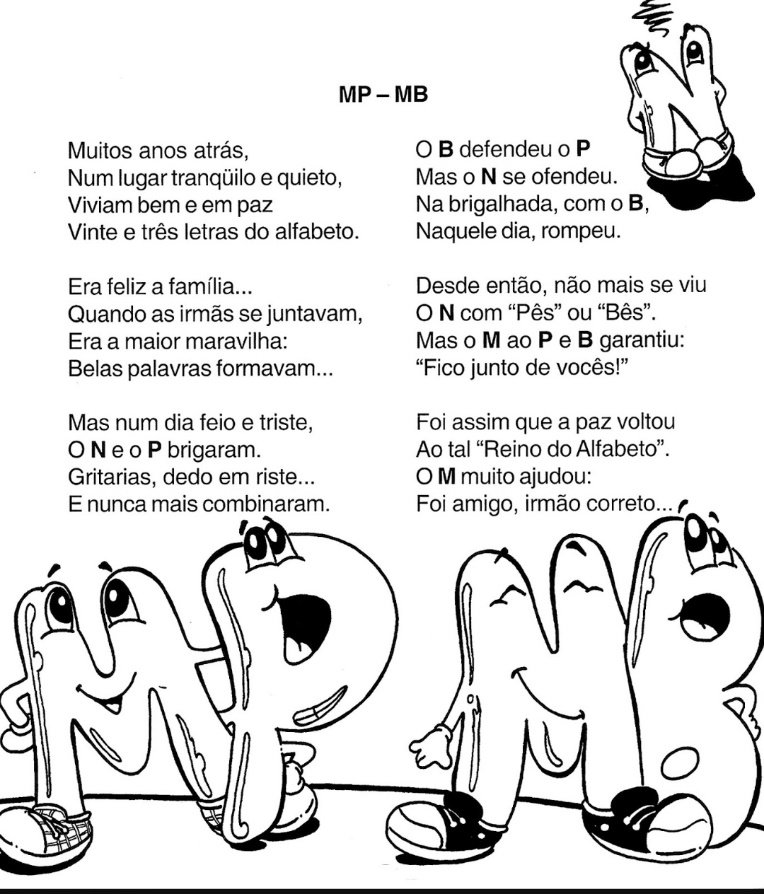 MP – MB
Muitos anos atrás,
Num lugar tranqüilo e quieto,
Viviam bem e em paz
Vinte e três letras do alfabeto.
Era feliz a família...
Quando as irmãs se juntavam,
Era a maior maravilha:
Belas palavras formavam...
Mas num dia feio e triste,
O N e o P brigaram.
Gritarias, dedo em riste...
E nunca mais combinaram.
O B defendeu o P
Mas o N se ofendeu.
Na brigalhada, com o B,
Naquele dia, rompeu.
Desde então, não mais se viu
O N com “Pês” ou “Bês”.
Mas o M ao P e B garantiu:
“Fico junto de vocês!”
Foi assim que a paz voltou
Ao tal “Reino do Alfabeto”.
O M muito ajudou:
Foi amigo, irmão correto...
N
MP MB